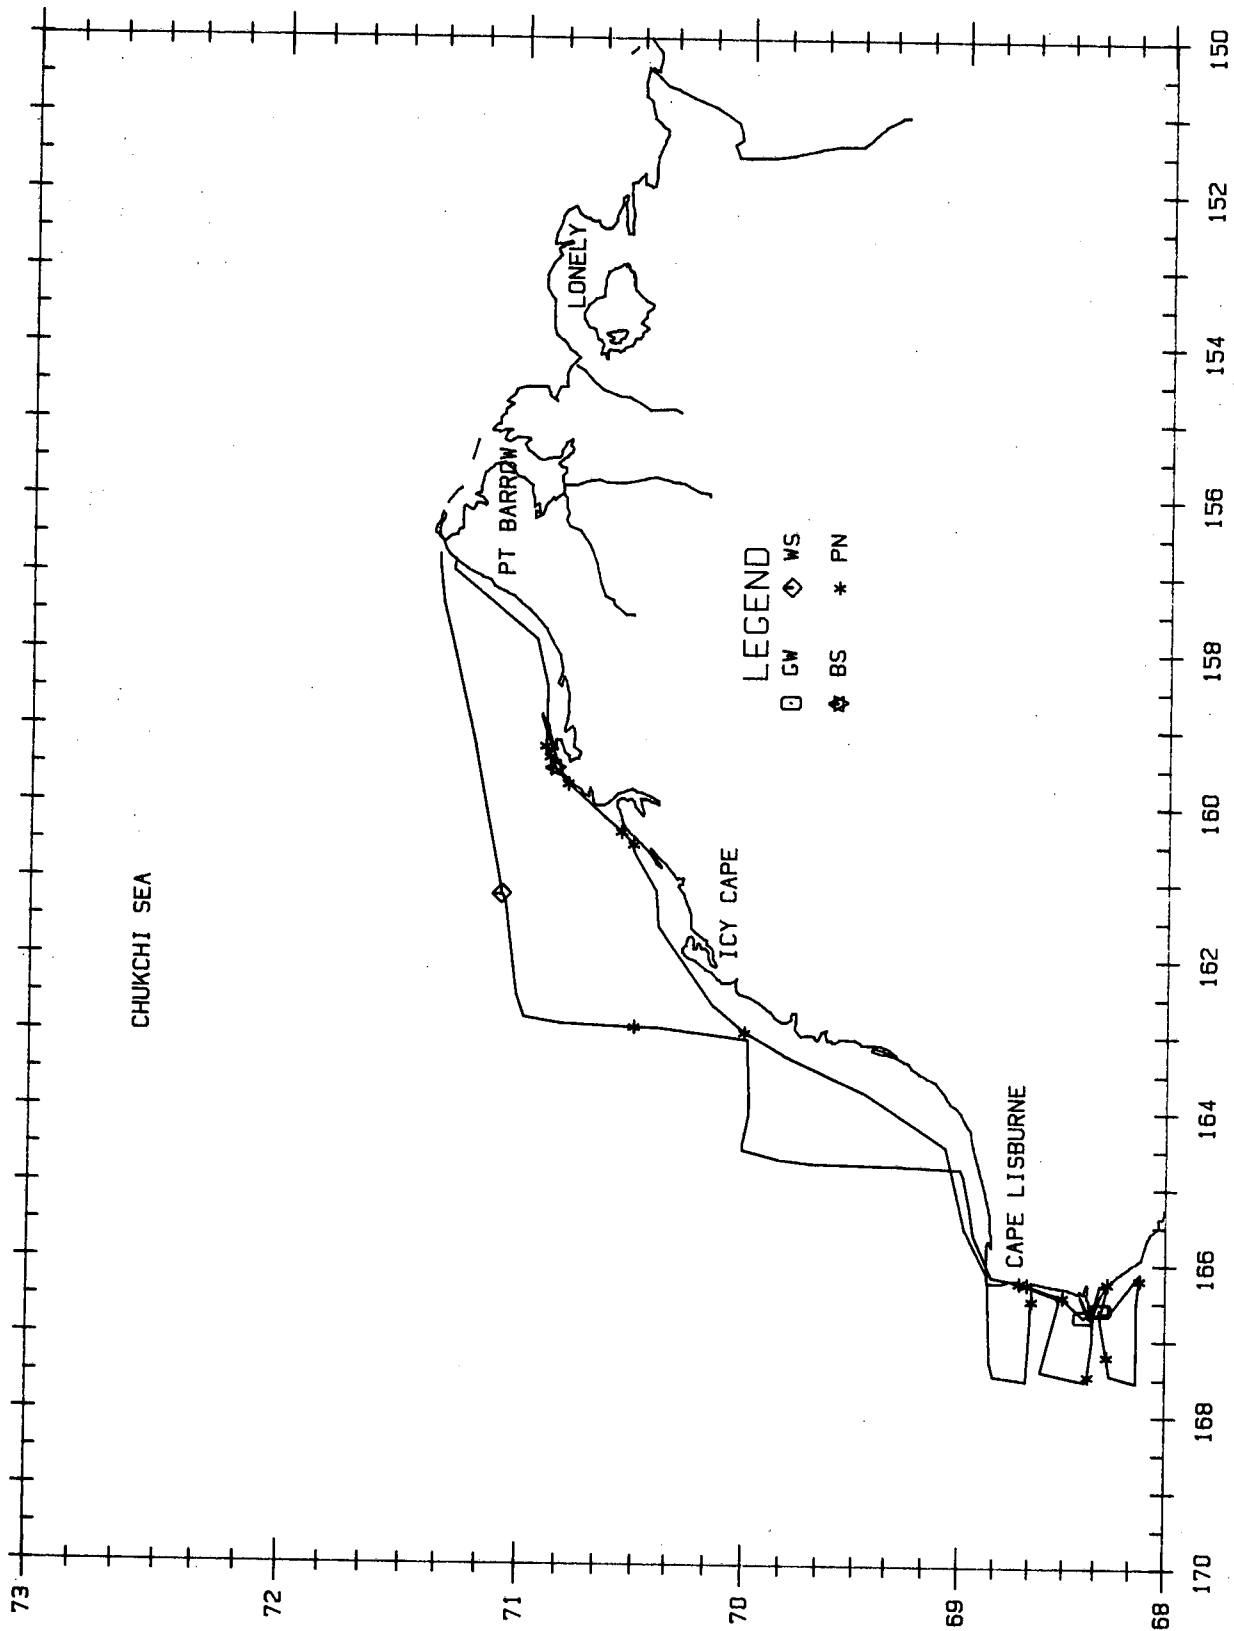 73
72
71
70
69
68
CHUKCHI SEA
PT BARROW
LONELY
ICY CAPE
CAPE LISBURNE
LEGEND
GW WS
BS PN
170
168
166
164
162
160
158
156
154
152
150